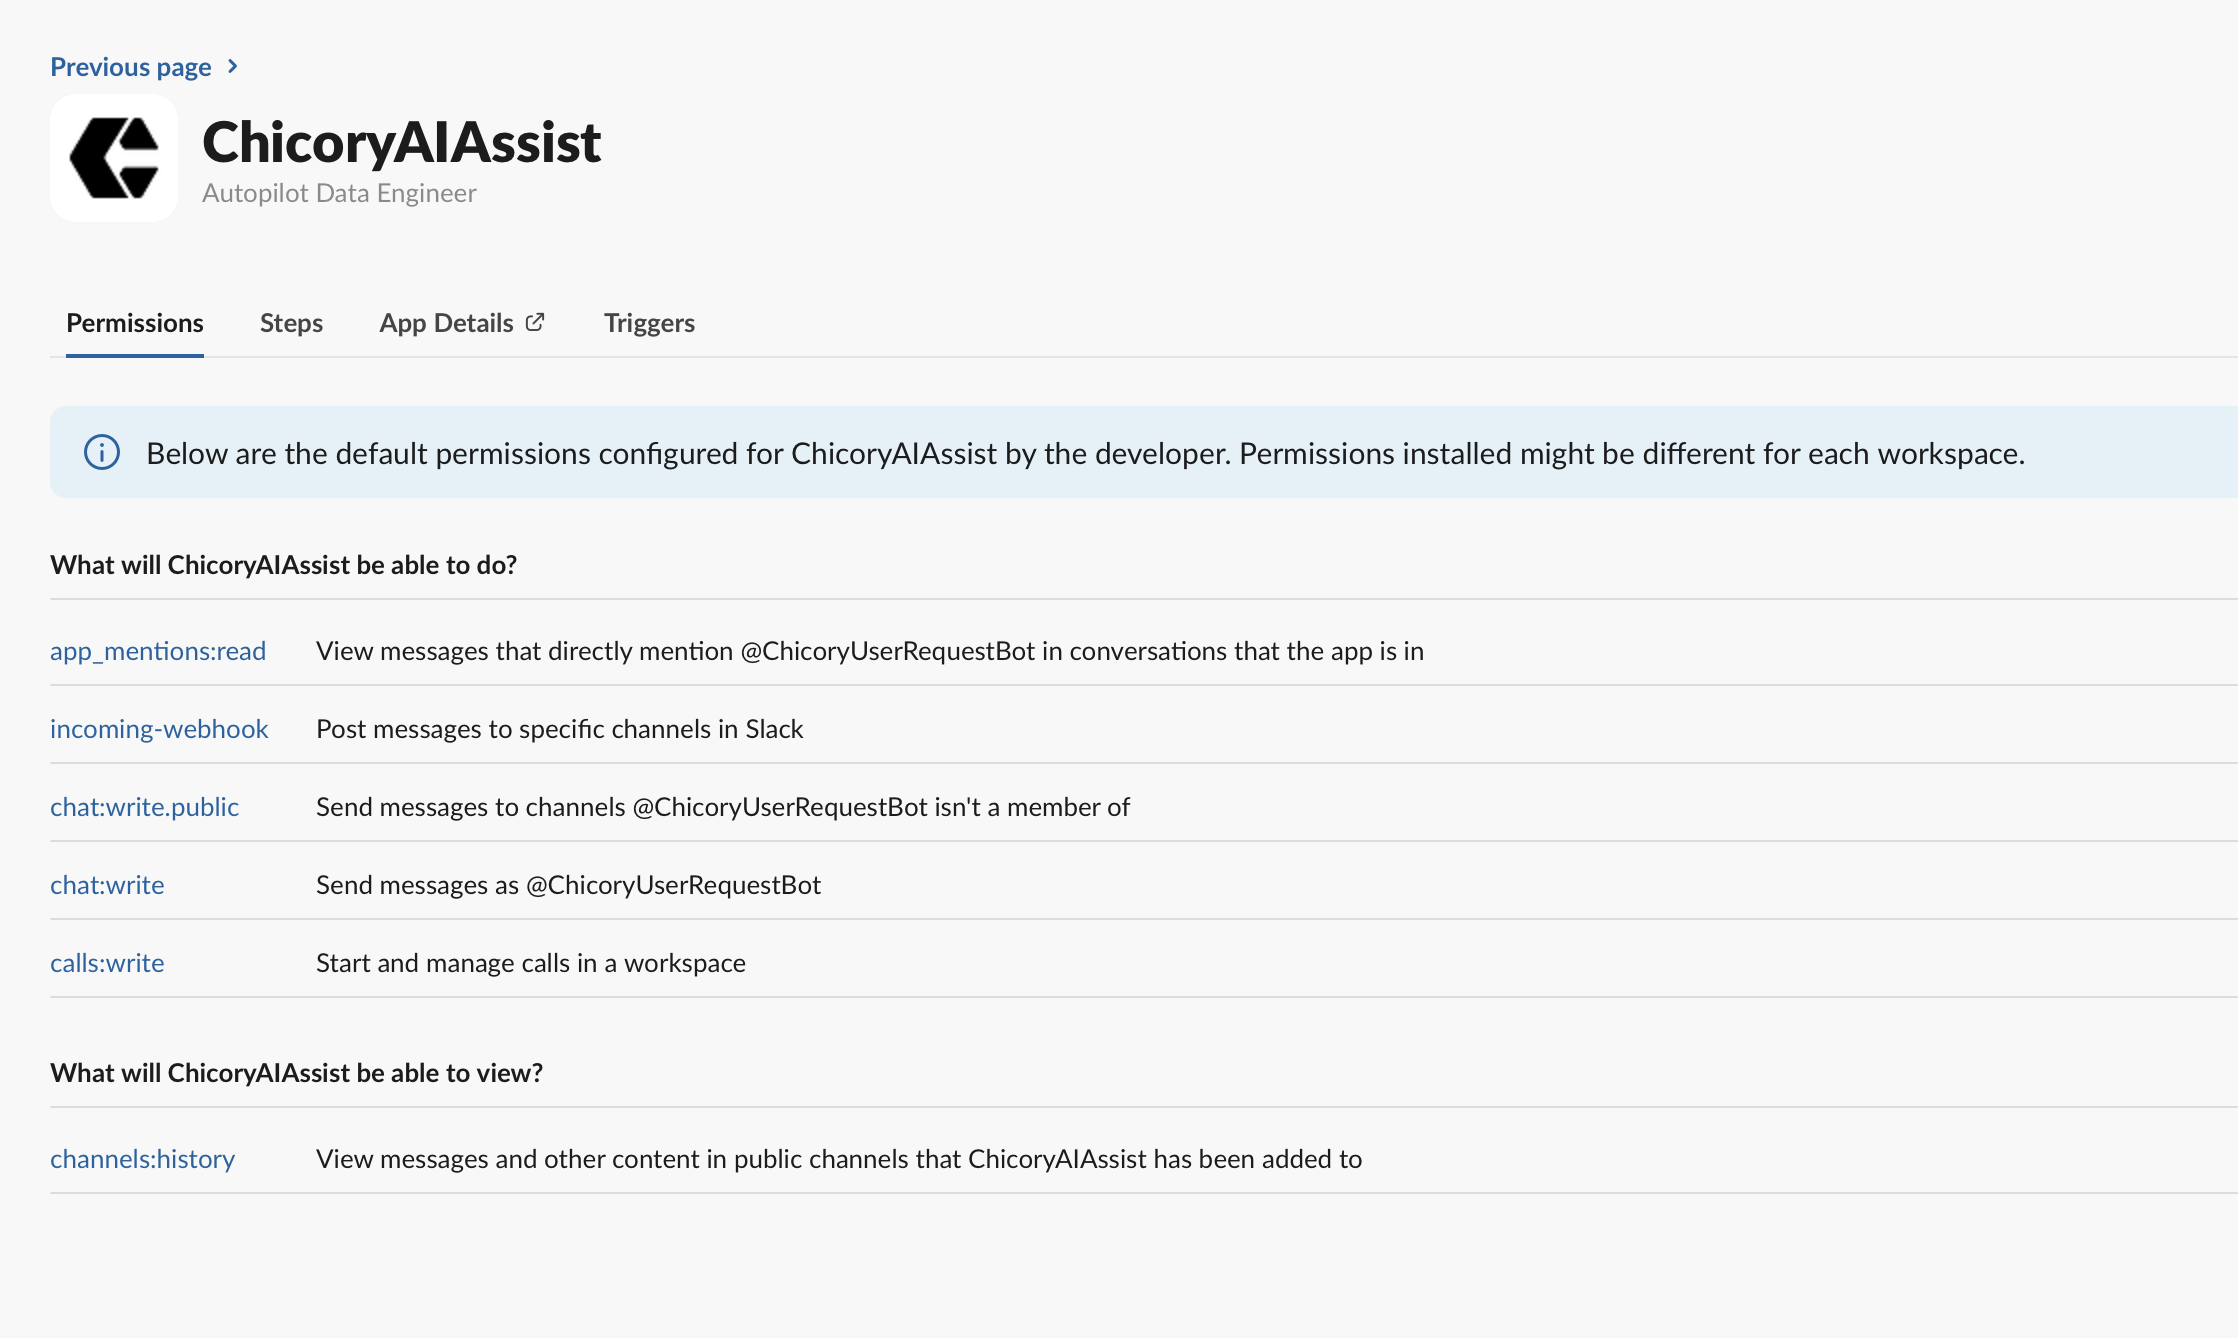 Previous page
ChicoryAIAssist
Autopilot Data Engineer
Permissions Steps App Details Triggers
Below are the default permissions configured for ChicoryAIAssist by the developer. Permissions installed might be different for each workspace.
What will ChicoryAIAssist be able to do?
app_mentions:read View messages that directly mention @ChicoryUserRequestBot in conversations that the app is in
incoming-webhook Post messages to specific channels in Slack
chat:write.public Send messages to channels @ChicoryUserRequestBot isn't a member of
chat:write Send messages as @ChicoryUserRequestBot
calls:write Start and manage calls in a workspace
What will ChicoryAIAssist be able to view?
channels:history View messages and other content in public channels that ChicoryAIAssist has been added to